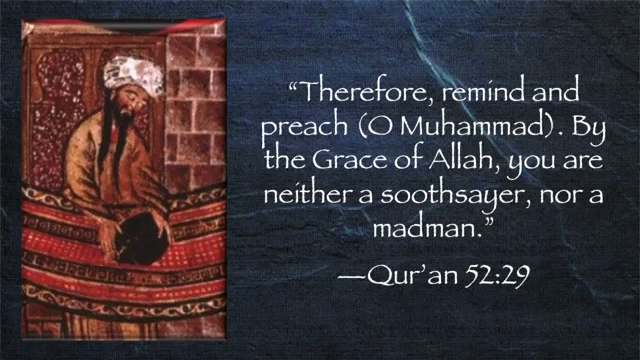 “Therefore, remind and
preach (O Muhammad). By
the Grace of Allah, you are
neither a soothsayer, nor a
madman.”
—Qur’an 52:29